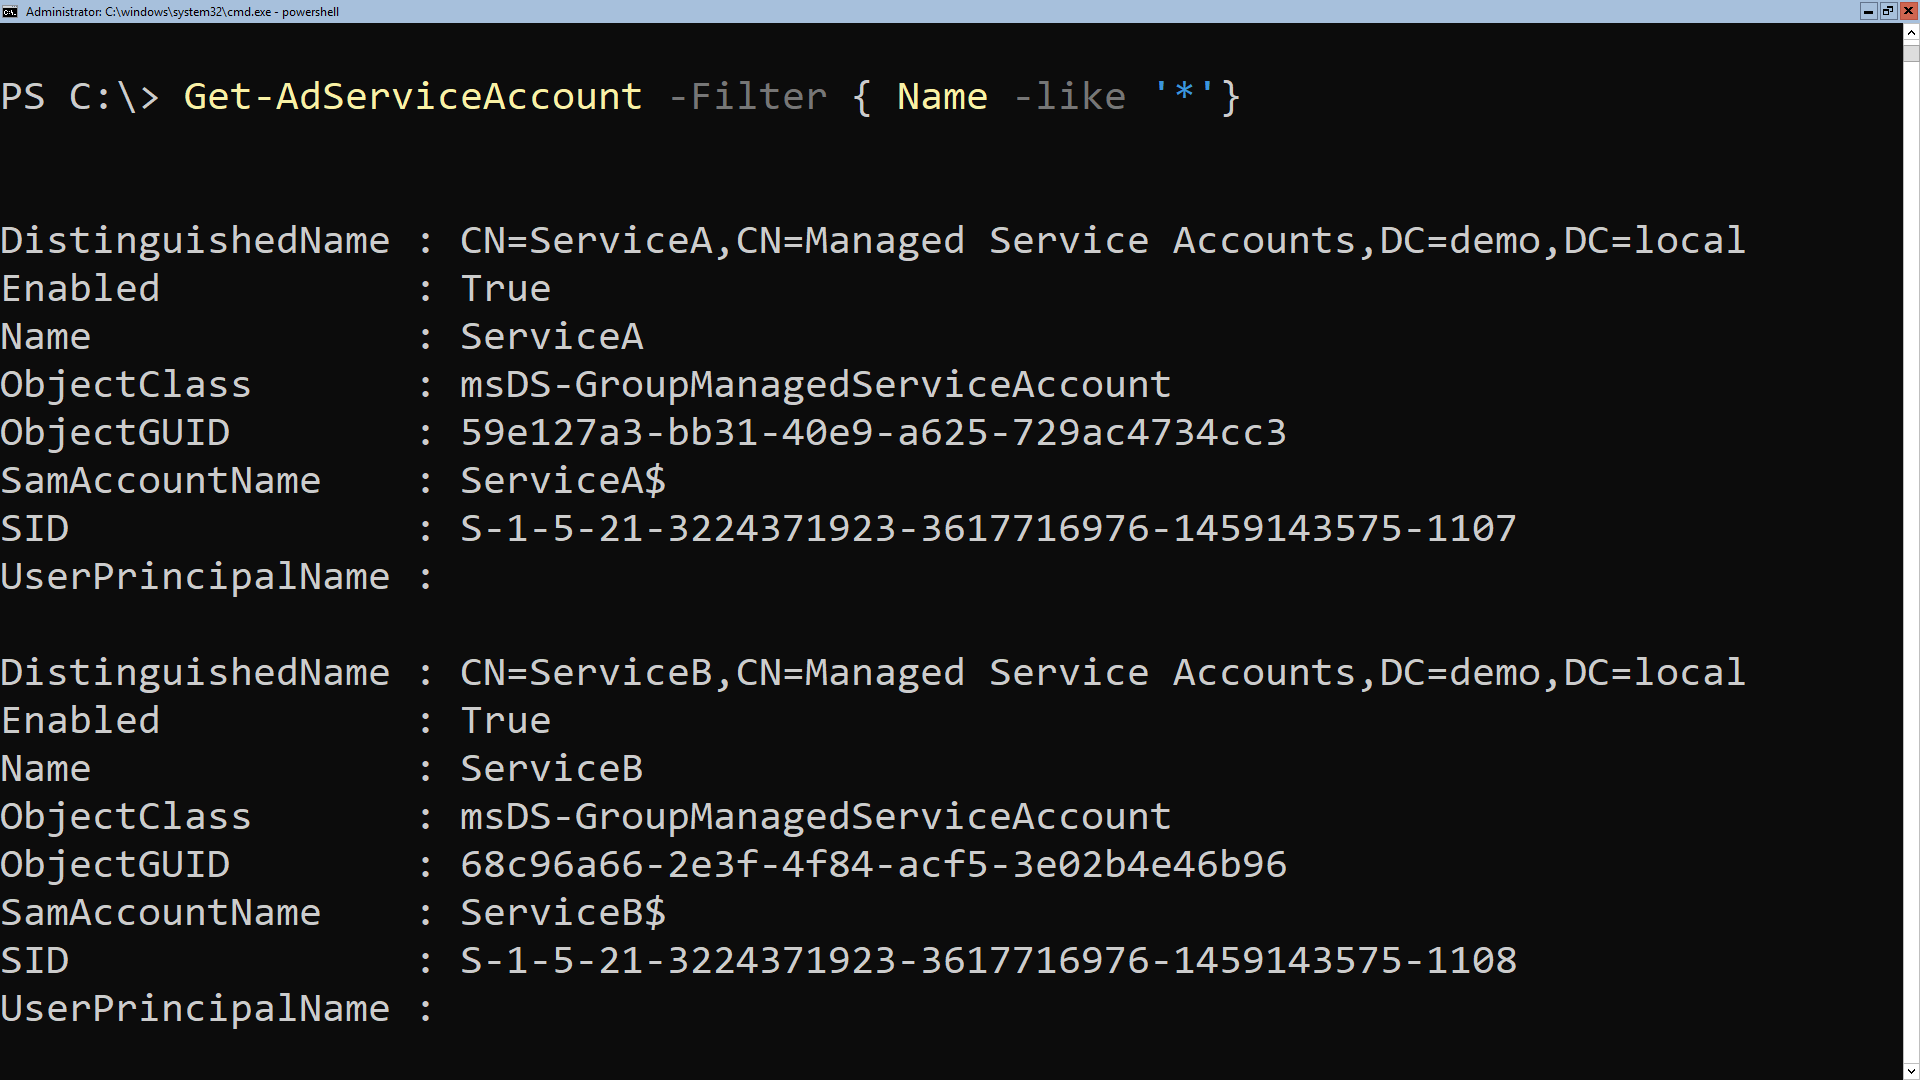 Administrator: C:\windows\system32\cmd.exe - powershell
PS C:\> Get-AdServiceAccount -Filter { Name -like '*'}
DistinguishedName : CN=ServiceA,CN=Managed Service Accounts,DC=demo,DC=local
Enabled           : True
Name              : ServiceA
ObjectClass       : msDS-GroupManagedServiceAccount
ObjectGUID        : 59e127a3-bb31-40e9-a625-729ac4734cc3
SamAccountName    : ServiceA$
SID               : S-1-5-21-3224371923-3617716976-1459143575-1107
UserPrincipalName :
DistinguishedName : CN=ServiceB,CN=Managed Service Accounts,DC=demo,DC=local
Enabled           : True
Name              : ServiceB
ObjectClass       : msDS-GroupManagedServiceAccount
ObjectGUID        : 68c96a66-2e3f-4f84-acf5-3e02b4e46b96
SamAccountName    : ServiceB$
SID               : S-1-5-21-3224371923-3617716976-1459143575-1108
UserPrincipalName :